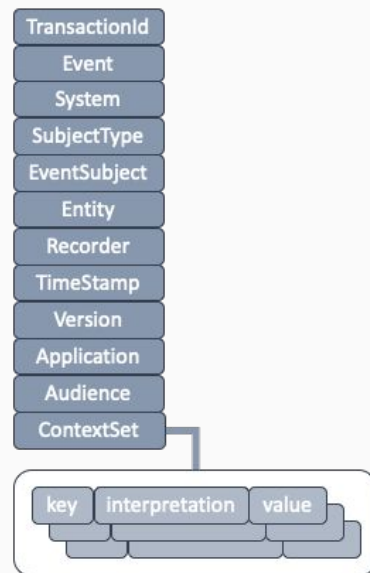 TransactionId
Event
System
SubjectType
EventSubject
Entity
Recorder
TimeStamp
Version
Application
Audience
ContextSet
key interpretation value